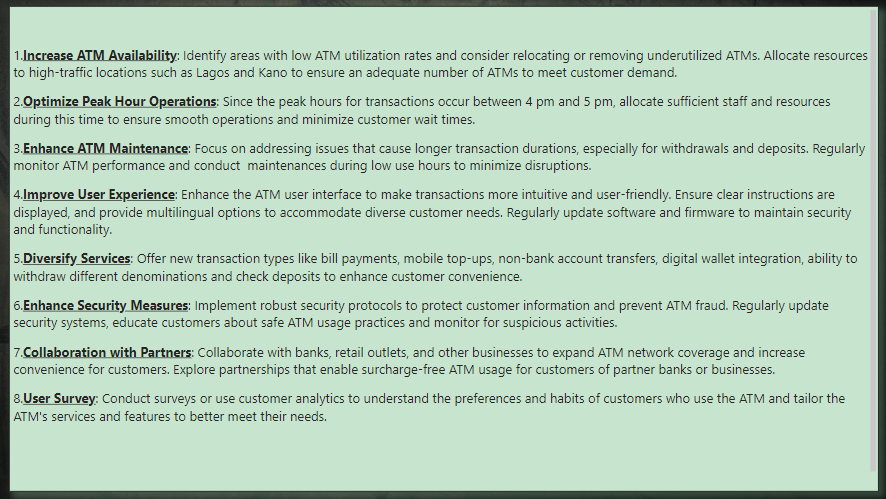 1.Increase ATM Availability: Identify areas with low ATM utilization rates and consider relocating or removing underutilized ATMs. Allocate resources
to high-traffic locations such as Lagos and Kano to ensure an adequate number of ATMs to meet customer demand.
2.Optimize Peak Hour Operations: Since the peak hours for transactions occur between 4 pm and 5 pm, allocate sufficient staff and resources
during this time to ensure smooth operations and minimize customer wait times.
3.Enhance ATM Maintenance: Focus on addressing issues that cause longer transaction durations, especially for withdrawals and deposits. Regularly
monitor ATM performance and conduct  maintenances during low use hours to minimize disruptions.
4.Improve User Experience: Enhance the ATM user interface to make transactions more intuitive and user-friendly. Ensure clear instructions are
displayed, and provide multilingual options to accommodate diverse customer needs. Regularly update software and firmware to maintain security
and functionality.
5.Diversify Services: Offer new transaction types like bill payments, mobile top-ups, non-bank account transfers, digital wallet integration, ability to
withdraw different denominations and check deposits to enhance customer convenience.
6.Enhance Security Measures: Implement robust security protocols to protect customer information and prevent ATM fraud. Regularly update
security systems, educate customers about safe ATM usage practices and monitor for suspicious activities.
7.Collaboration with Partners: Collaborate with banks, retail outlets, and other businesses to expand ATM network coverage and increase
convenience for customers. Explore partnerships that enable surcharge-free ATM usage for customers of partner banks or businesses.
8.User Survey: Conduct surveys or use customer analytics to understand the preferences and habits of customers who use the ATM and tailor the
ATM's services and features to better meet their needs.